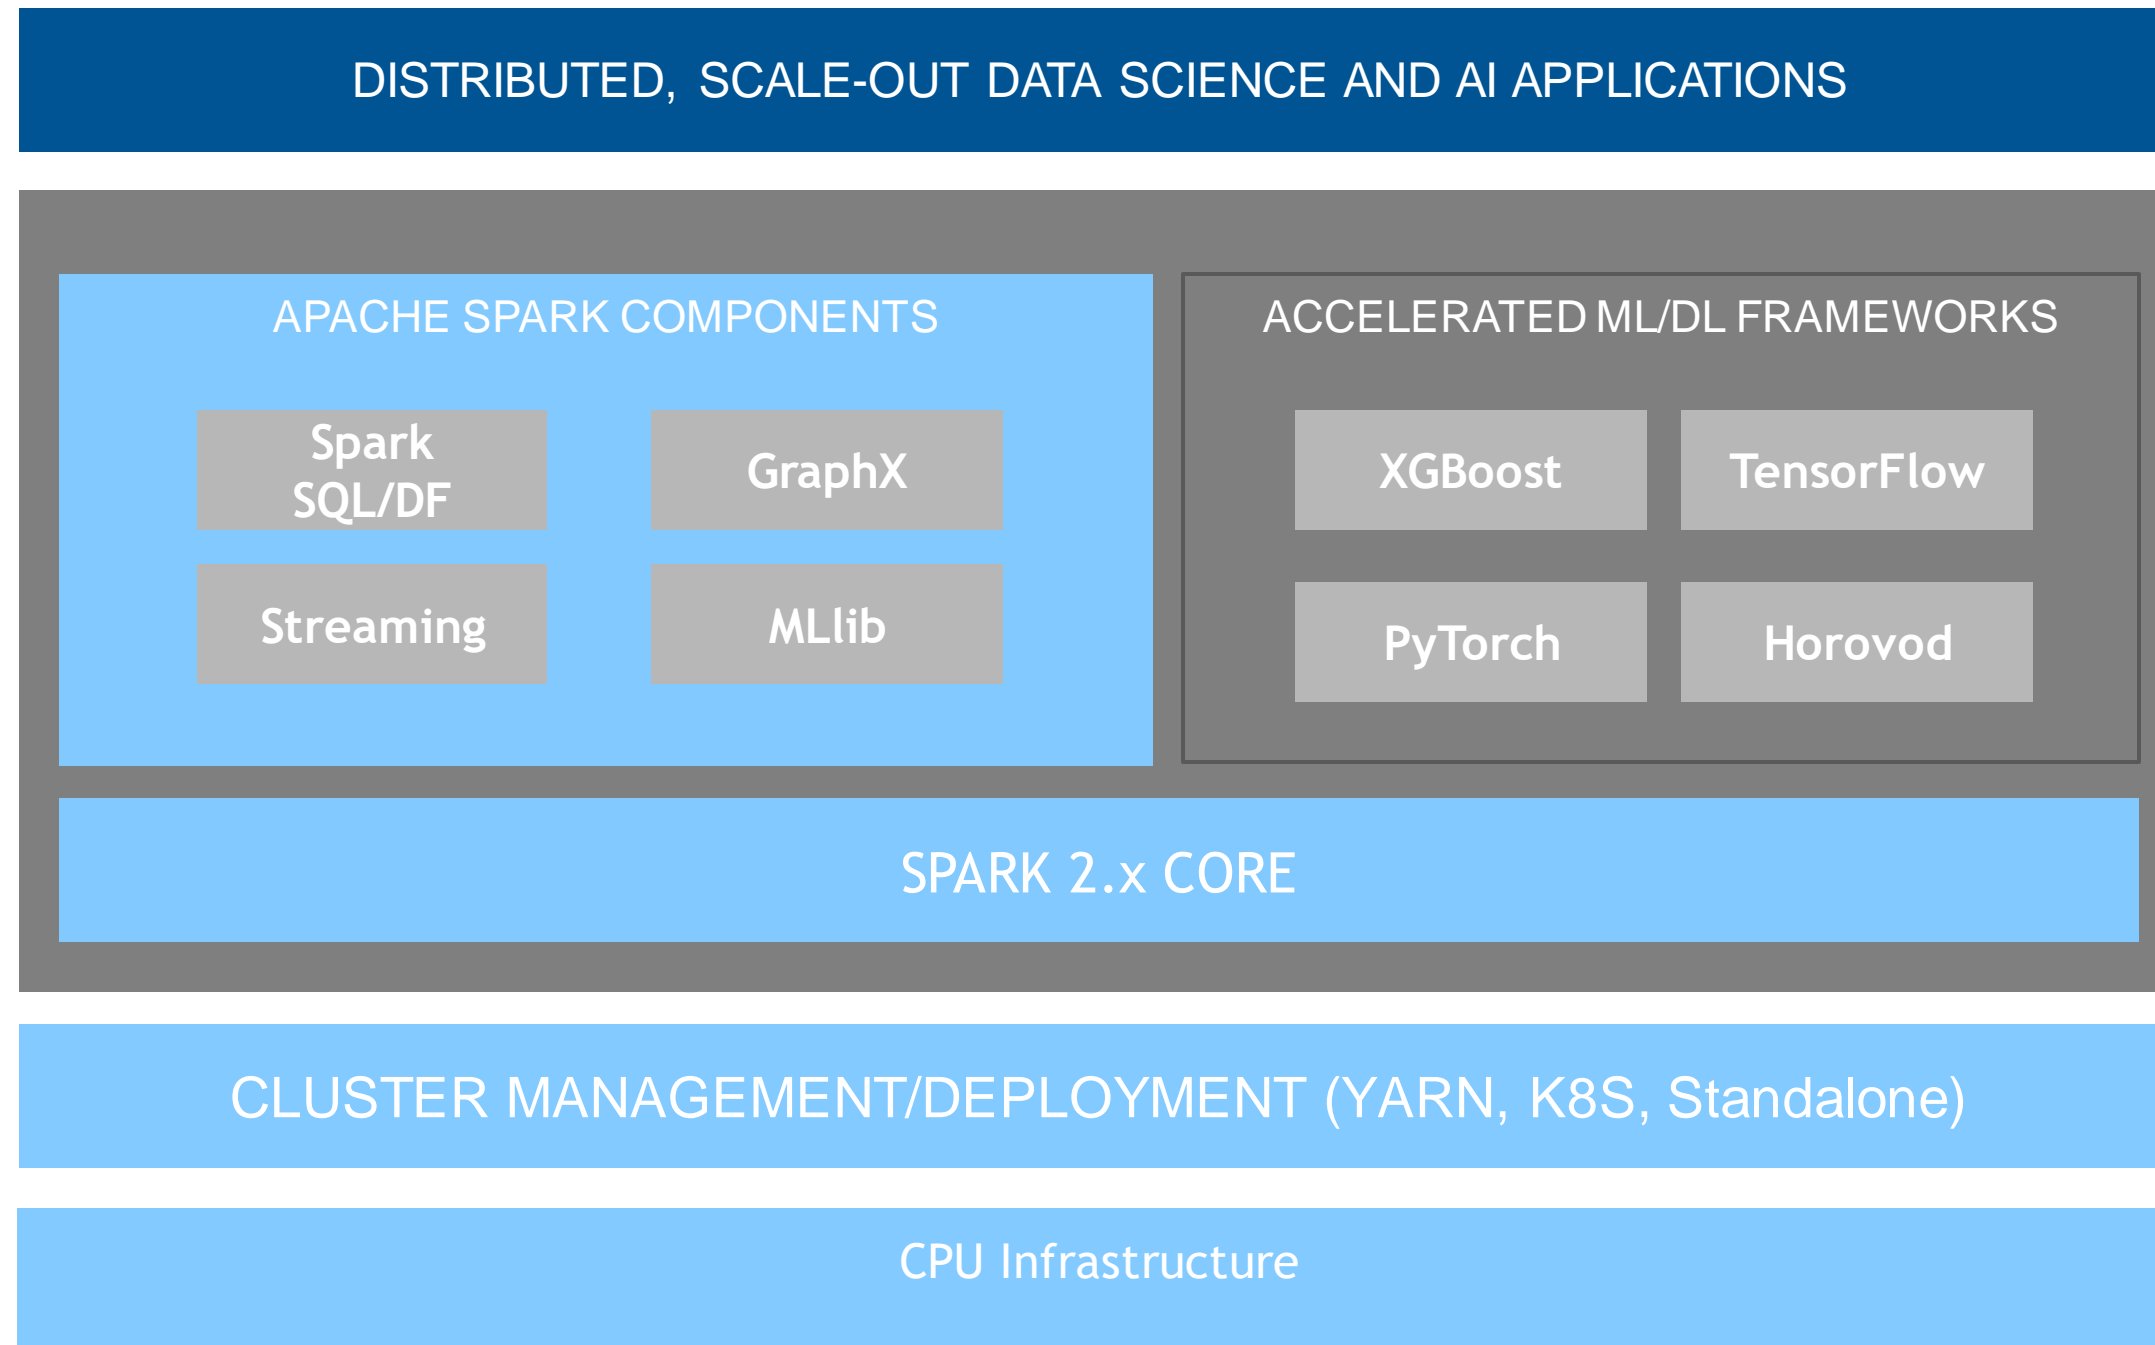 DISTRIBUTED, SCALE-OUT DATA SCIENCE AND AI APPLICATIONS
APACHE SPARK COMPONENTS
Spark
SQL/DF
GraphX
Streaming
MLlib
ACCELERATED ML/DL FRAMEWORKS
XGBoost
TensorFlow
PyTorch
Horovod
SPARK 2.x CORE
CLUSTER MANAGEMENT/DEPLOYMENT (YARN, K8S, Standalone)
CPU Infrastructure